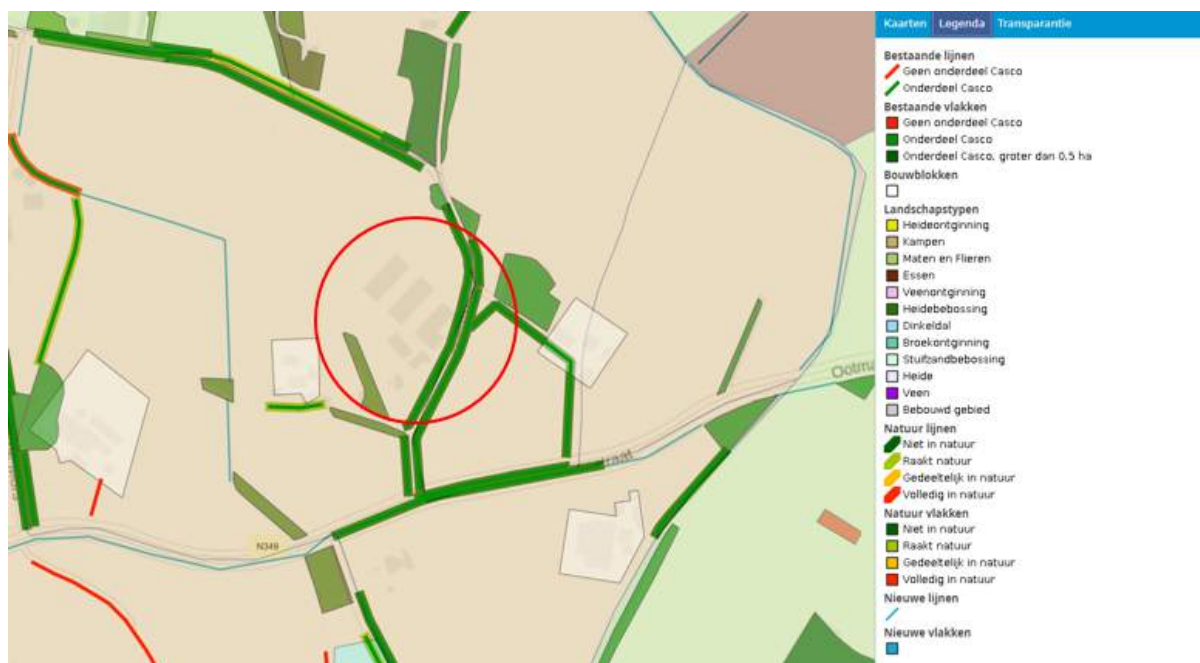 Kaarten Legenda Transparantie
Bestaande lijnen
Geen onderdeel Casco
Onderdeel Casco
Bestaande vlakken
Geen onderdeel Casco
Onderdeel Casco
Onderdeel Casco, groter dan 0,5 ha
Bouwblokken
Landschapstypen
Heideontginning
Kampen
Maten en Flieren
Essen
Veenontginning
Heidebebossing
Dinkeldal
Broekontginning
Stuifzandbebossing
Heide
Veen
Bebouwd gebied
Natuur lijnen
Niet in natuur
Raakt natuur
Gedeeltelijk in natuur
Volledig in natuur
Natuur vlakken
Niet in natuur
Raakt natuur
Gedeeltelijk in natuur
Volledig in natuur
Nieuwe lijnen
Nieuwe vlakken
Ootma
traat
N349